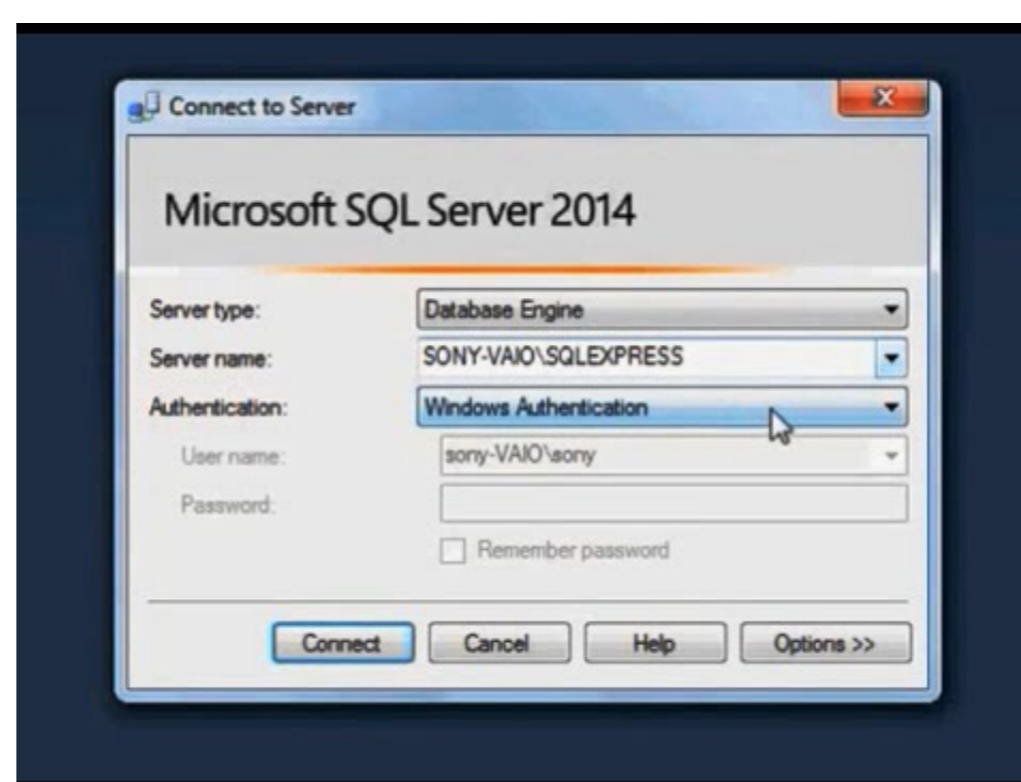 Connect to Server
Microsoft SQL Server 2014
Server type: Database Engine
Server name: SONY-VAIO\SQLEXPRESS
Authentication: Windows Authentication
User name: sony-VAIO\sony
Password:
Remember password
Connect Cancel Help Options >>